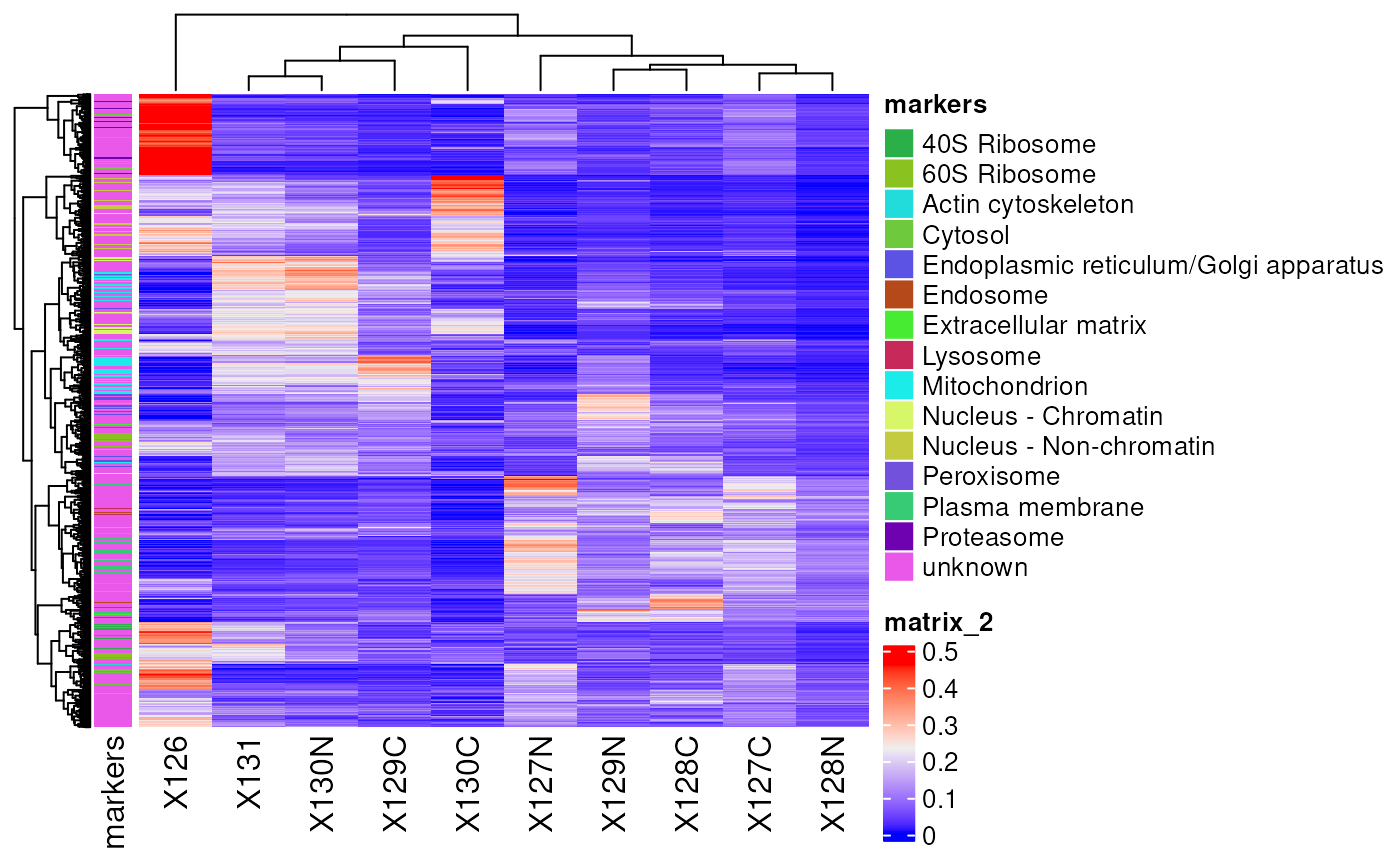 markers
40S Ribosome
60S Ribosome
Actin cytoskeleton
Cytosol
Endoplasmic reticulum/Golgi apparatus
Endosome
Extracellular matrix
Lysosome
Mitochondrion
Nucleus - Chromatin
Nucleus - Non-chromatin
Peroxisome
Plasma membrane
Proteasome
unknown
matrix_2
0.5
0.4
0.3
0.2
0.1
0
markers
X126
X131
X130N
X129C
X130C
X127N
X129N
X128C
X127C
X128N